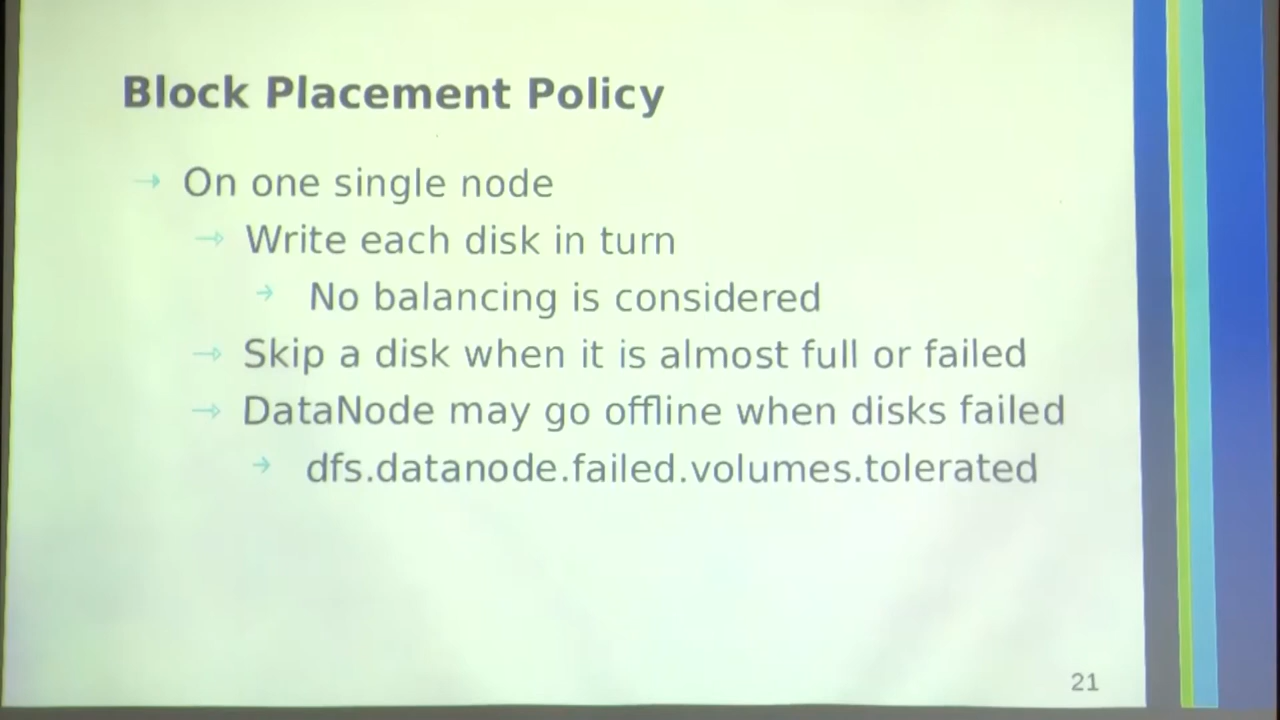 Block Placement Policy
→ On one single node
→ Write each disk in turn
→ No balancing is considered
→ Skip a disk when it is almost full or failed
→ DataNode may go offline when disks failed
→ dfs.datanode.failed.volumes.tolerated
21